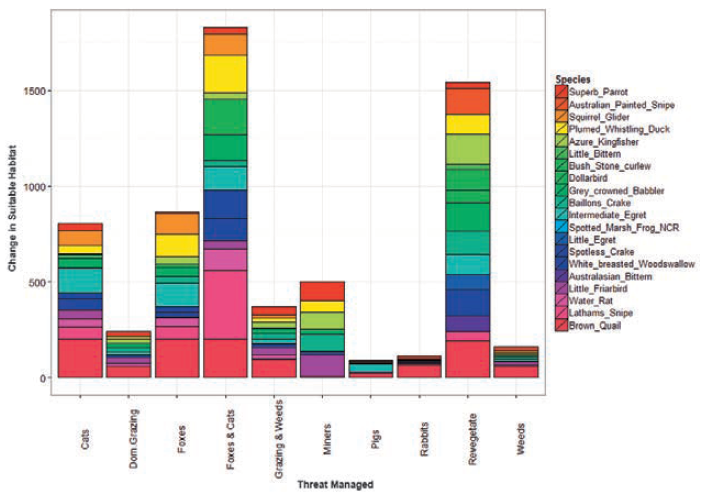 Change in Suitable Habitat
1500
1000
500
0
Cats
Dom.Grazing
Foxes
Foxes & Cats
Grazing & Weeds
Miners
Pigs
Rabbits
Revegetate
Weeds
Threat Managed
Species
Superb_Parrot
Australian_Painted_Snipe
Squirrel_Glider
Plumed_Whistling_Duck
Azure_Kingfisher
Little_Bittern
Bush_Stone_curlew
Dollarbird
Grey_crowned_Babbler
Baillons_Crake
Intermediate_Egret
Spotted_Marsh_Frog_NCR
Little_Egret
Spotless_Crake
White_breasted_Woodswallow
Australasian_Bittern
Little_Friarbird
Water_Rat
Lathams_Snipe
Brown_Quail